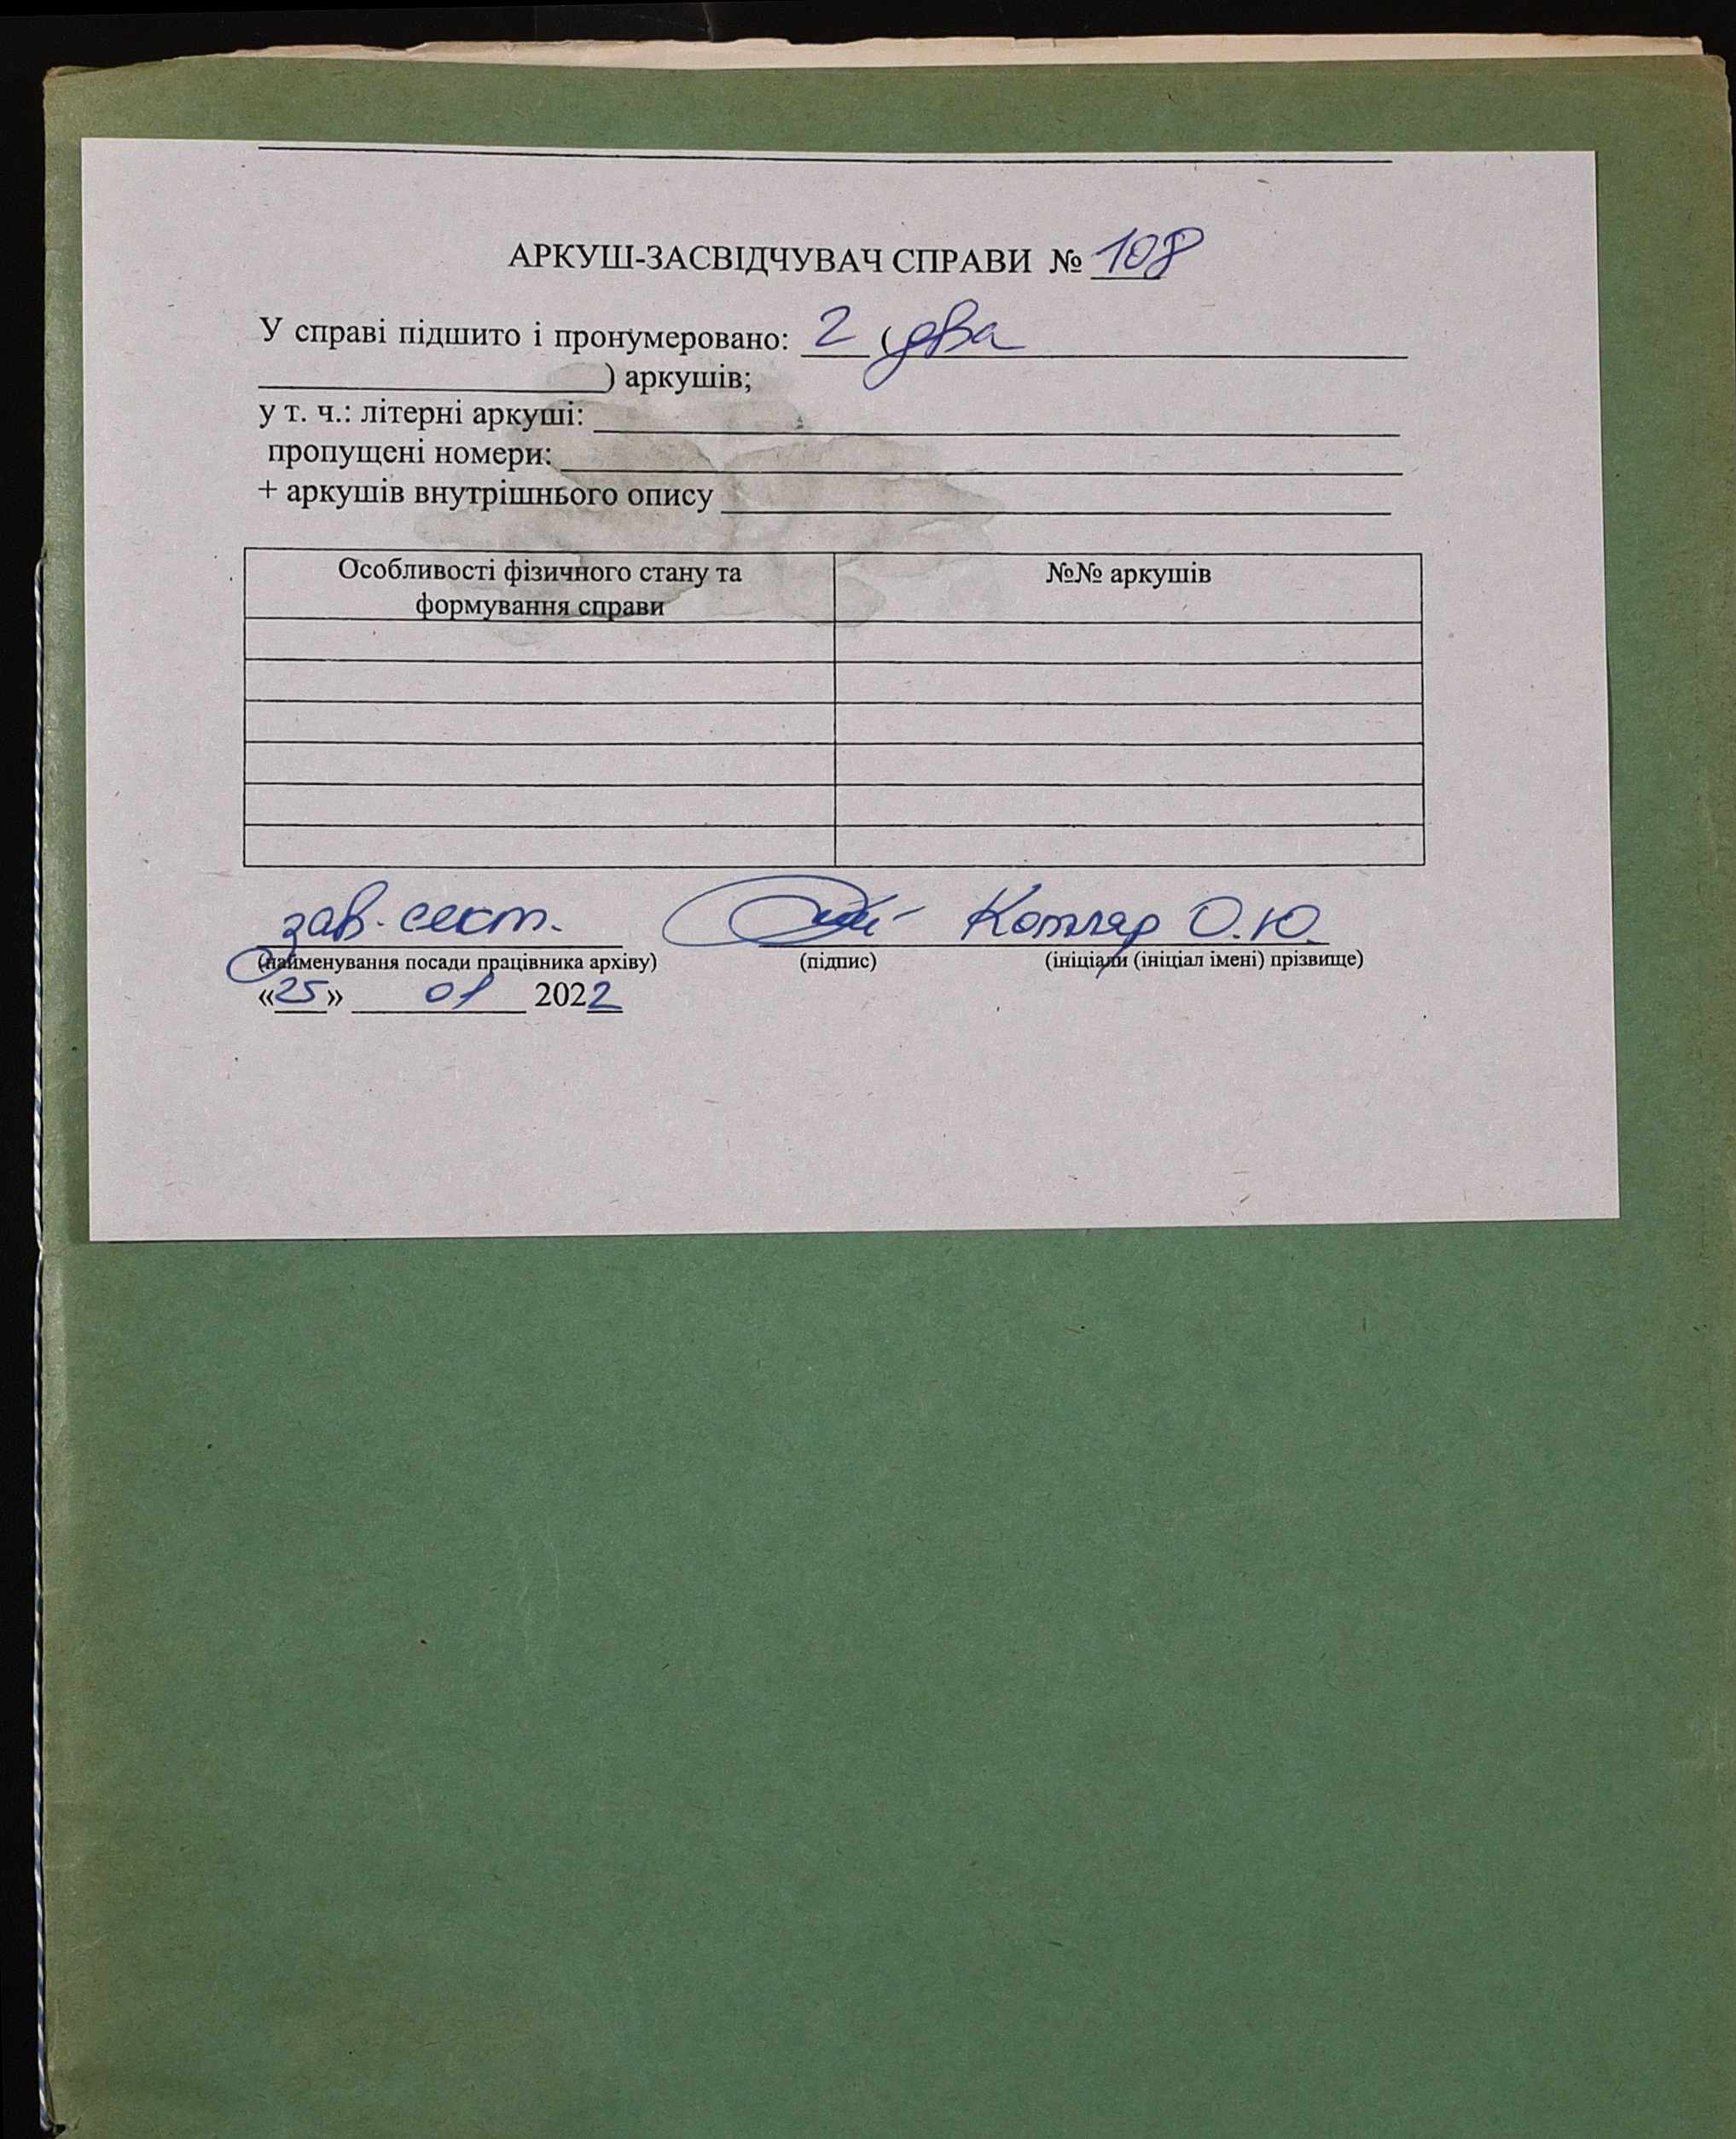 АРКУШ-ЗАСВІДЧУВАЧ СПРАВИ № 108
У справі підшито і пронумеровано: 2 (два
) аркушів;
у т. ч.: літерні аркуші:
пропущені номери:
+ аркушів внутрішнього опису
Особливості фізичного стану та №№ аркушів
формування справи
зав. сект. Котляр О.Ю.
(найменування посади працівника архіву) (підпис) (ініціали (ініціал імені) прізвище)
«25» 01 2022